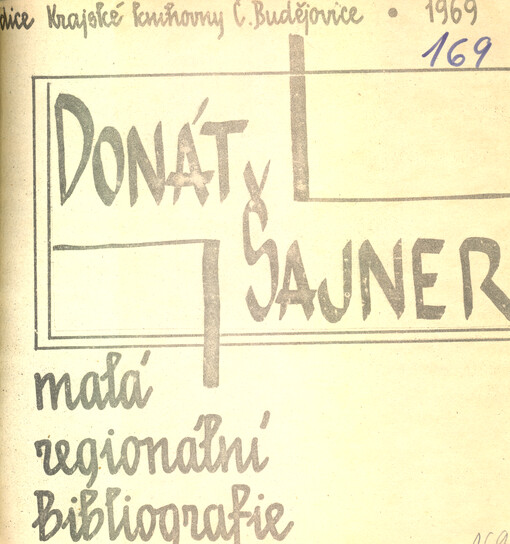 dice Krajské knihovny Č. Budějovice • 1969
169
DONÁT
ŠAJNER
malá
regionální
bibliografie